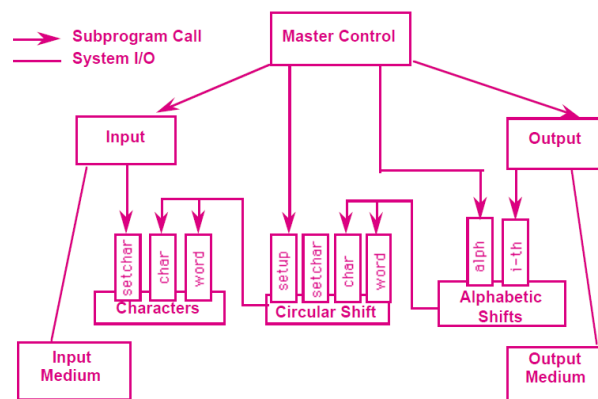 Subprogram Call
System I/O
Master Control
Input
Output
setchar
char
word
setup
setchar
char
word
alph
i-th
Characters
Circular Shift
Alphabetic
Shifts
Input
Medium
Output
Medium